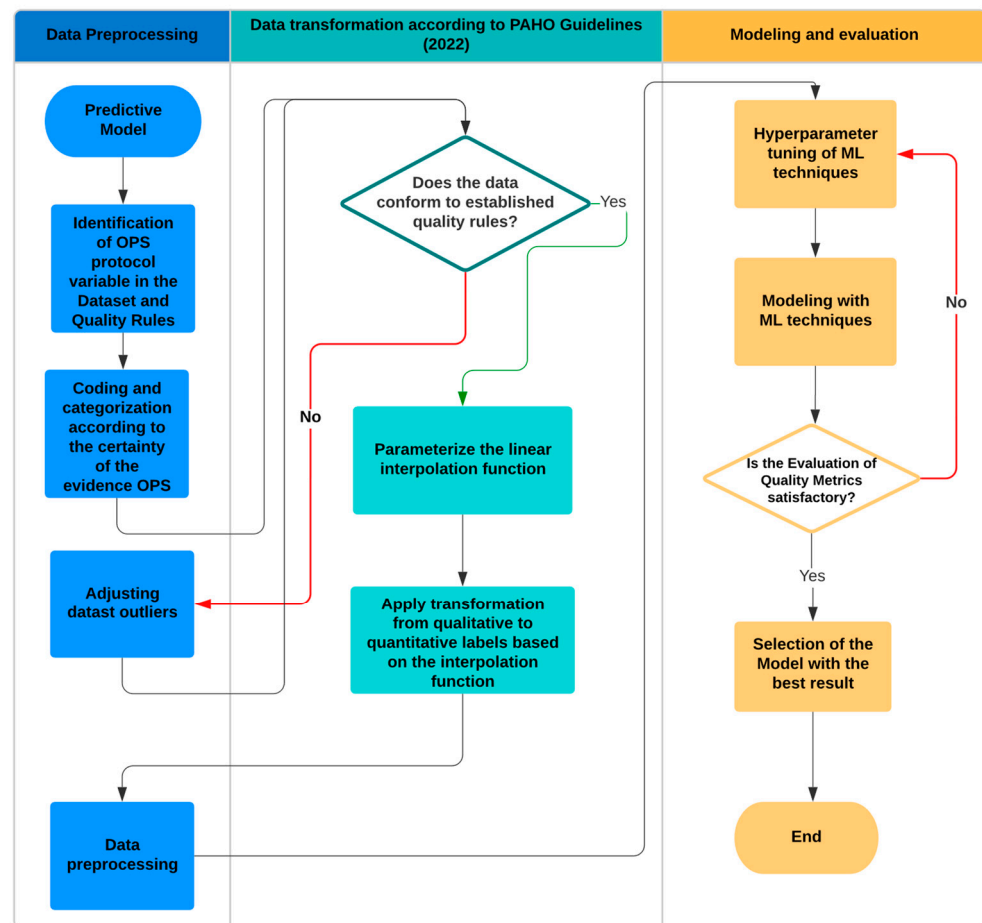 Data Preprocessing
Data transformation according to PAHO Guidelines
(2022)
Modeling and evaluation
Predictive
Model
Identification
of OPS
protocol
variable in the
Dataset and
Quality Rules
Coding and
categorization
according to
the certainty
of the
evidence OPS
Adjusting
datast outliers
Data
preprocessing
Does the data
conform to established
quality rules?
Yes
No
Parameterize the linear
interpolation function
Apply transformation
from qualitative to
quantitative labels based
on the interpolation
function
Hyperparameter
tuning of ML
techniques
Modeling with
ML techniques
No
Is the Evaluation of
Quality Metrics
satisfactory?
Yes
Selection of the
Model with the
best result
End